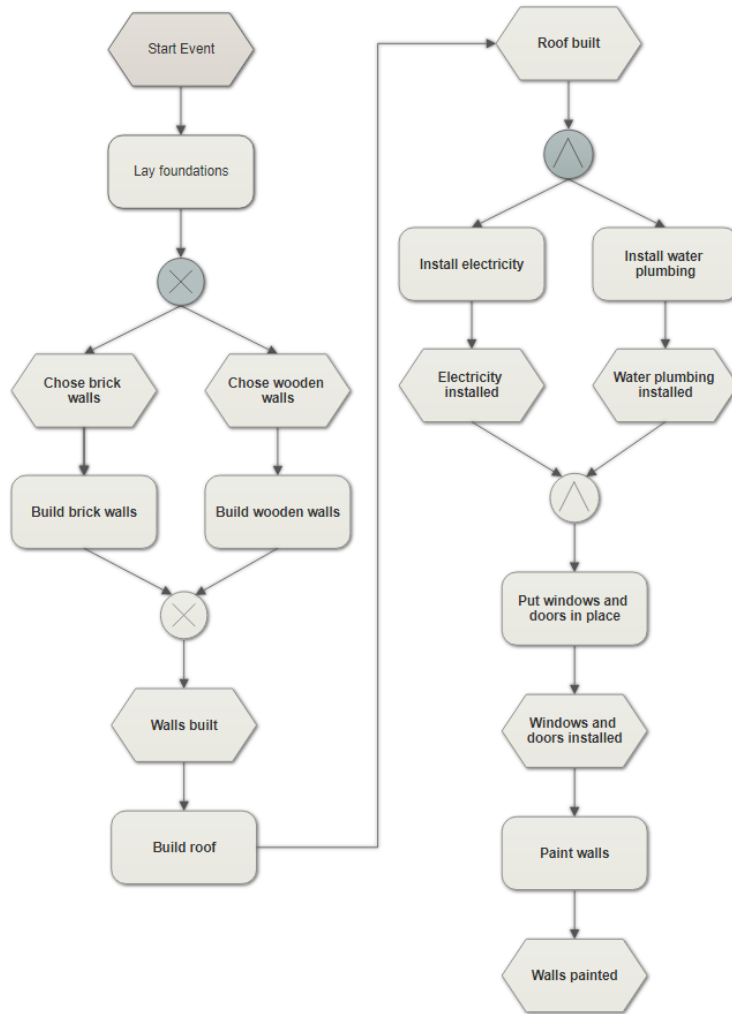 Start Event
Lay foundations
Chose brick
walls
Chose wooden
walls
Build brick walls
Build wooden walls
Walls built
Build roof
Roof built
Install electricity
Install water
plumbing
Electricity
installed
Water plumbing
installed
Put windows and
doors in place
Windows and
doors installed
Paint walls
Walls painted